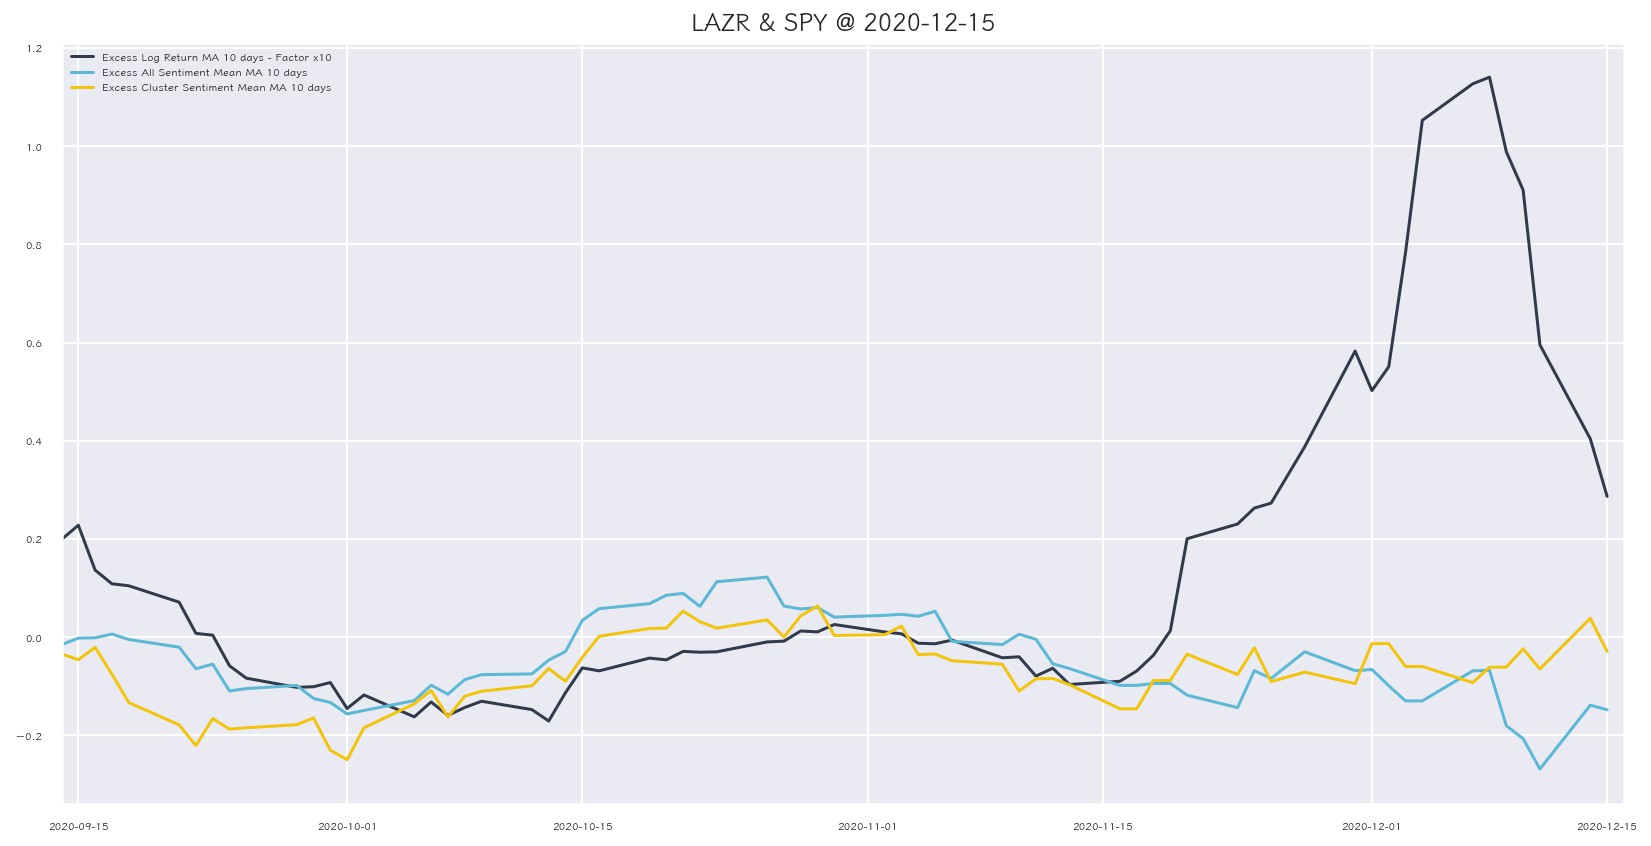 LAZR & SPY @ 2020-12-15
Excess Log Return MA 10 days - Factor x10
Excess All Sentiment Mean MA 10 days
Excess Cluster Sentiment Mean MA 10 days
1.2
1.0
0.8
0.6
0.4
0.2
0.0
−0.2
2020-09-15 2020-10-01 2020-10-15 2020-11-01 2020-11-15 2020-12-01 2020-12-15